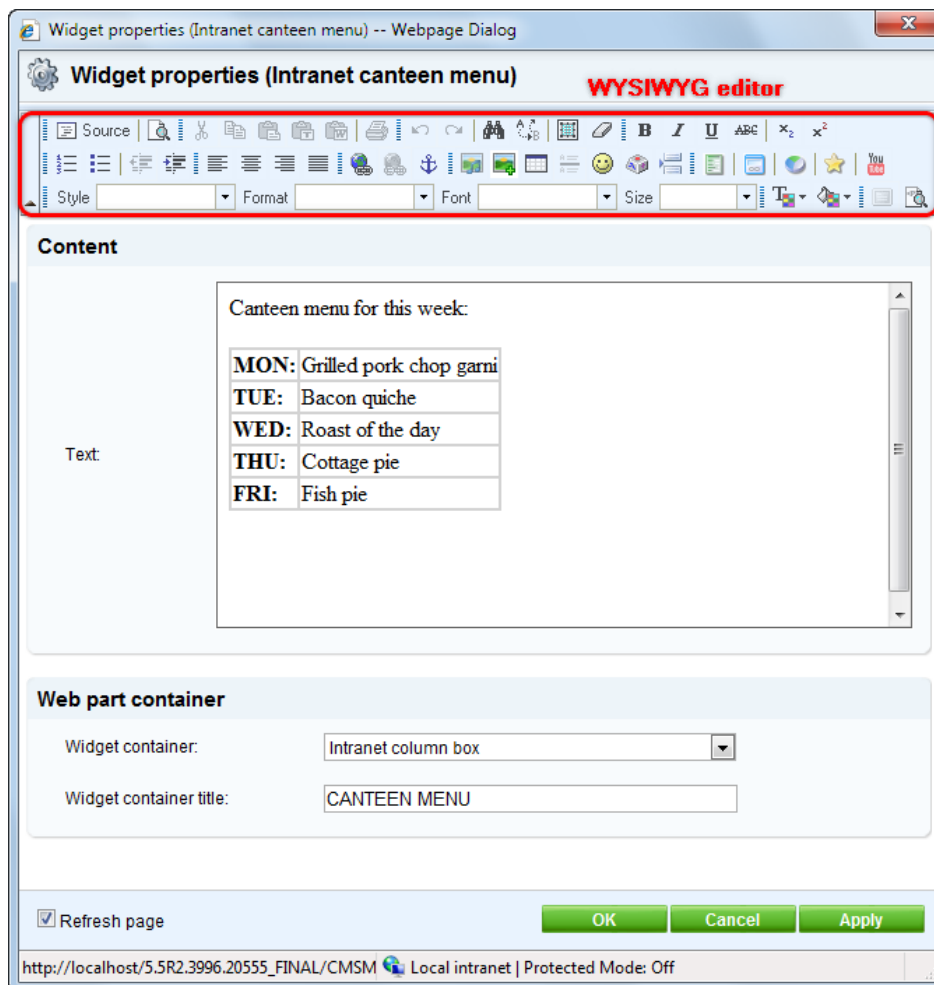 Widget properties (Intranet canteen menu) -- Webpage Dialog
Widget properties (Intranet canteen menu)
WYSIWYG editor
Source B I U ABC x₂ x²
You Tube
Style Format Font Size
Content
Canteen menu for this week:
MON: Grilled pork chop garni
TUE: Bacon quiche
WED: Roast of the day
Text:
THU: Cottage pie
FRI: Fish pie
Web part container
Widget container: Intranet column box
Widget container title: CANTEEN MENU
Refresh page OK Cancel Apply
http://localhost/5.5R2.3996.20555_FINAL/CMSM Local intranet | Protected Mode: Off